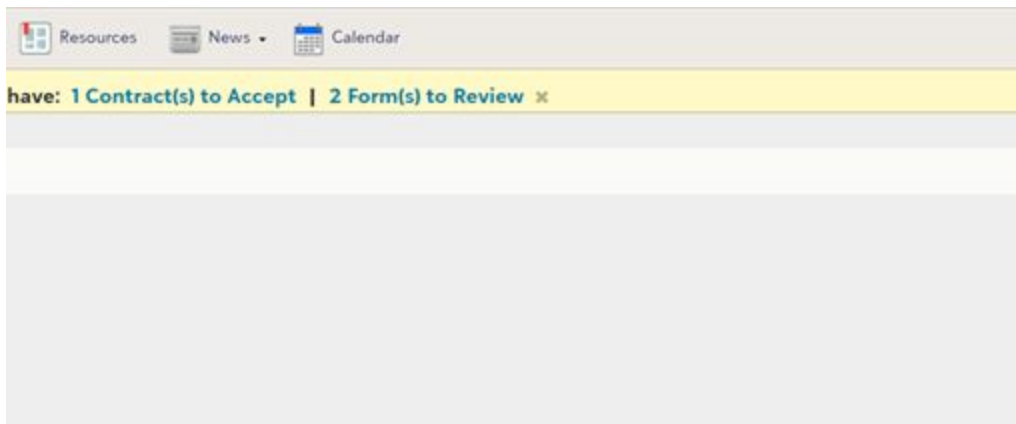 Resources News Calendar
have: 1 Contract(s) to Accept | 2 Form(s) to Review ×